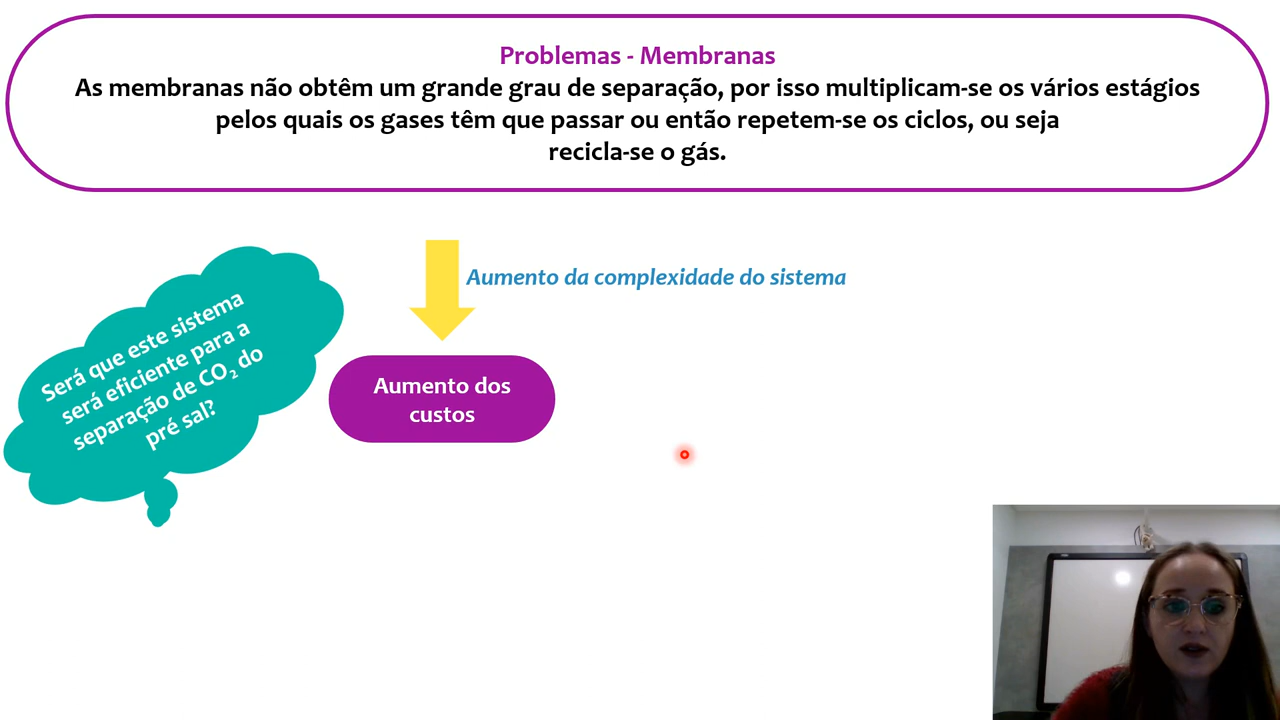 Problemas - Membranas
As membranas não obtêm um grande grau de separação, por isso multiplicam-se os vários estágios
pelos quais os gases têm que passar ou então repetem-se os ciclos, ou seja
recicla-se o gás.
Aumento da complexidade do sistema
Será que este sistema
será eficiente para a
separação de CO₂ do
pré sal?
Aumento dos
custos